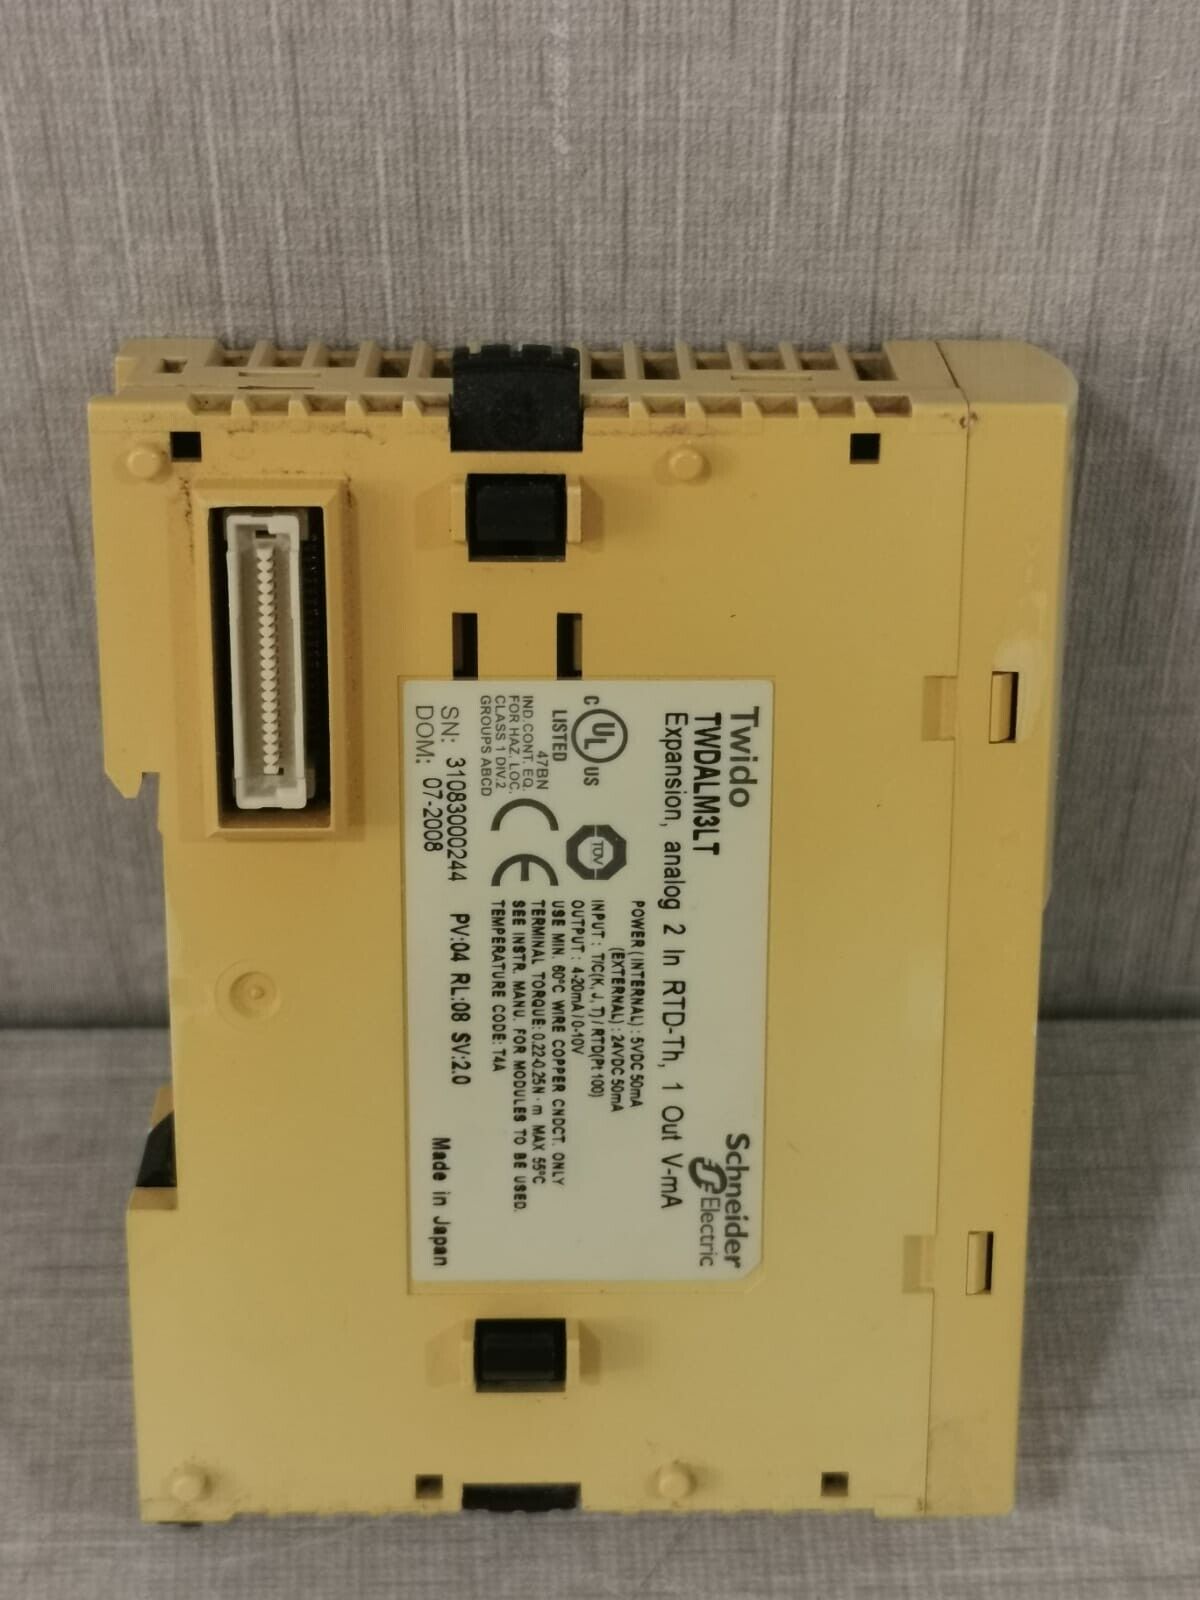 Twido
TWDALM3LT
Expansion, analog 2 In RTD-Th, 1 Out V-mA
Schneider
Electric
C UL US
LISTED
47BN
IND. CONT. EQ.
FOR HAZ. LOC.
CLASS 1 DIV.2
GROUPS ABCD
TÜV
CE
POWER (INTERNAL) : 5VDC 50mA
(EXTERNAL) : 24VDC 50mA
INPUT : T/C(K, J, T) / RTD(Pt 100)
OUTPUT : 4-20mA / 0-10V
USE MIN. 60°C WIRE COPPER CNDCT. ONLY
TERMINAL TORQUE: 0.22-0.25N·m MAX 55°C
SEE INSTR. MANU. FOR MODULES TO BE USED.
TEMPERATURE CODE: T4A
SN: 31083000244 PV:04 RL:08 SV:2.0
DOM: 07-2008
Made in Japan